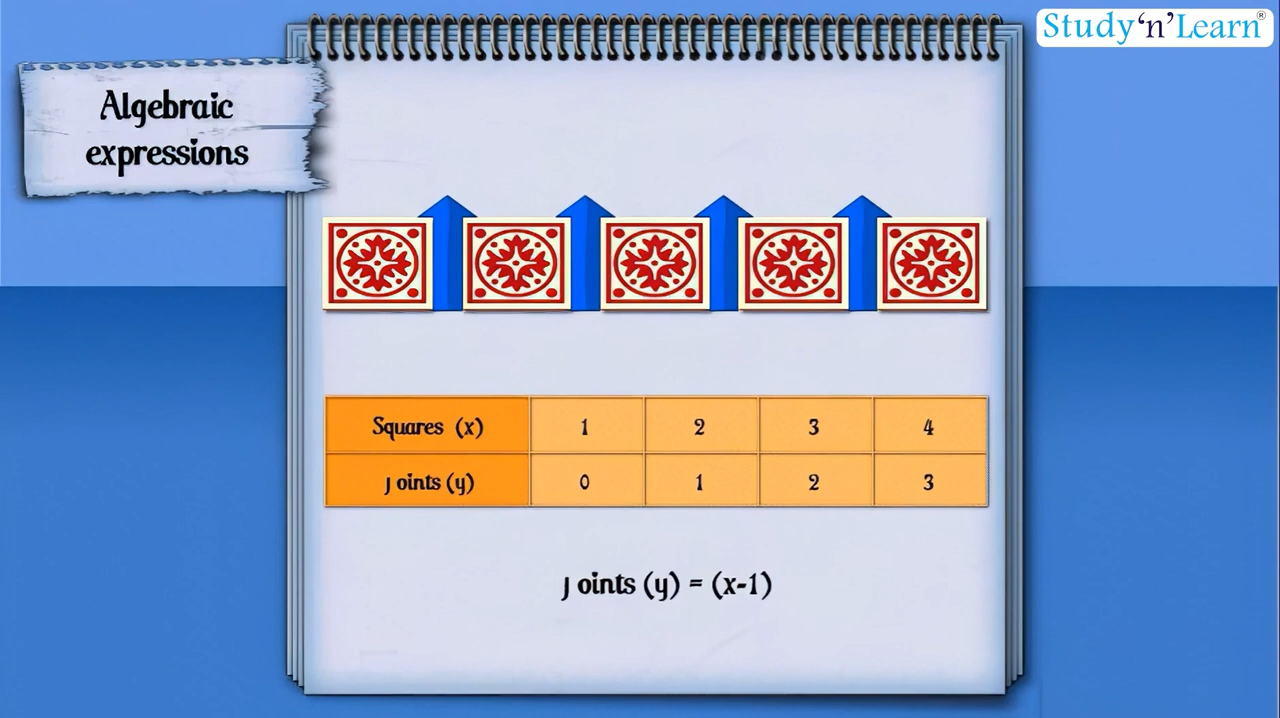 Study‘n’Learn®
Algebraic
expressions
Squares (x) 1 2 3 4
Joints (y) 0 1 2 3
Joints (y) = (x-1)